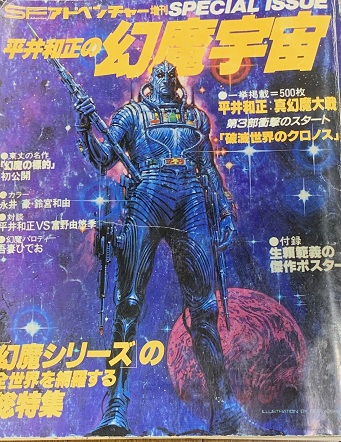 SFアドベンチャー増刊 SPECIAL ISSUE
平井和正の幻魔宇宙
●一挙掲載=500枚
平井和正:真幻魔大戦
第3部衝撃のスタート
『破滅世界のクロノス』
●東丈の名作
『幻魔の標的』
初公開
●カラー
永井 豪・鈴宮和由
●対談
平井和正VS富野由悠季
●幻魔パロディー
吾妻ひでお
●付録
生頼範義の
傑作ポスター
幻魔シリーズの
全世界を網羅する
総特集
ILLUSTRATION